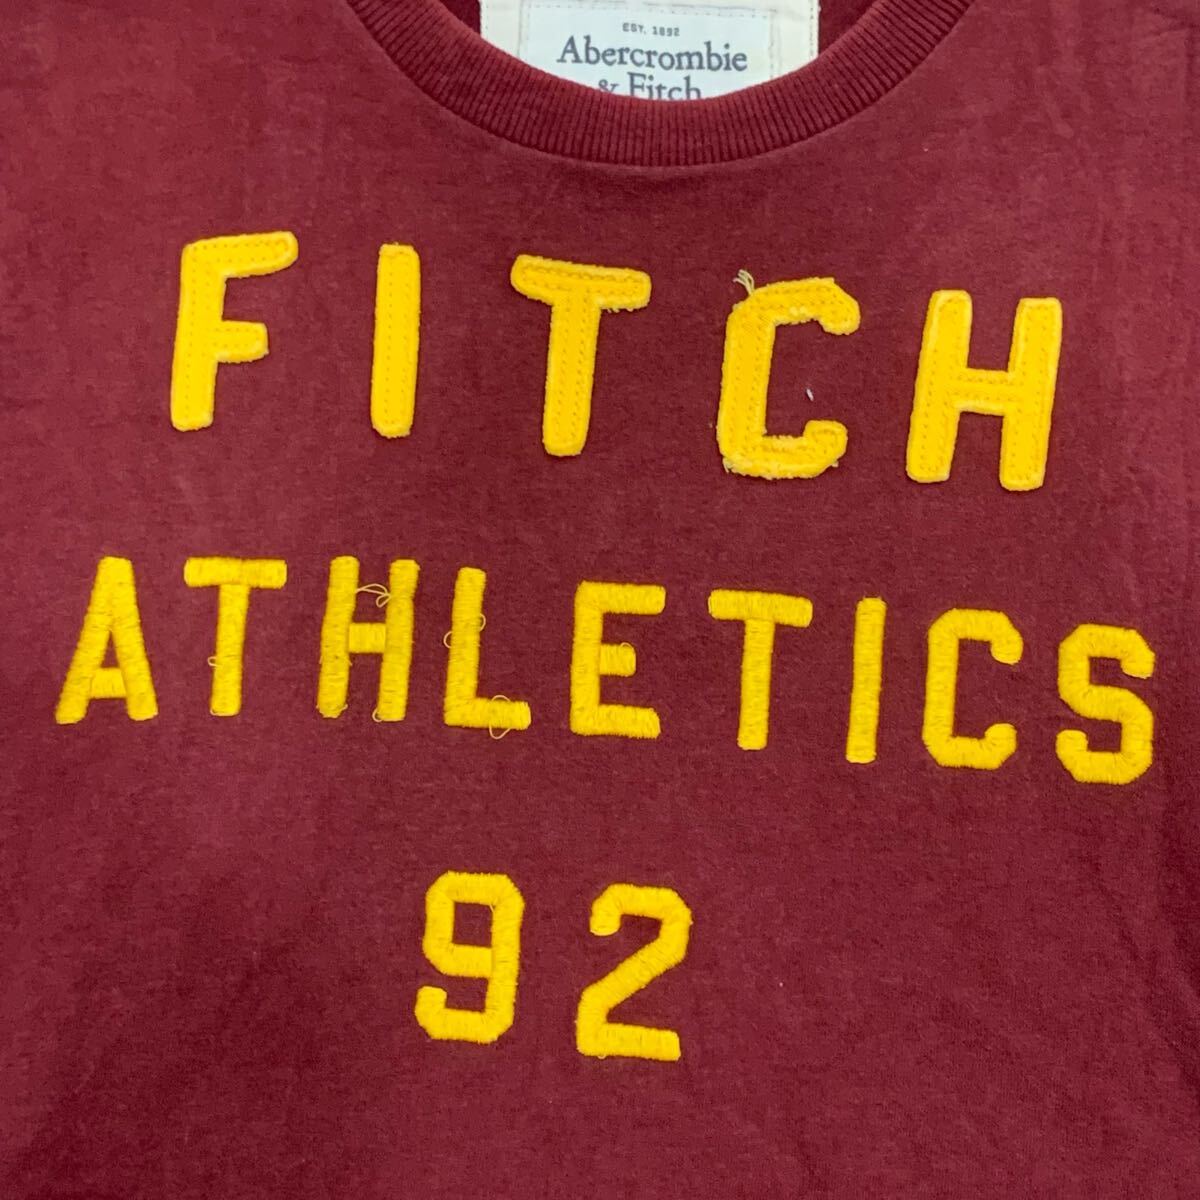 EST. 1892
Abercrombie
& Fitch
FITCH
ATHLETICS
92